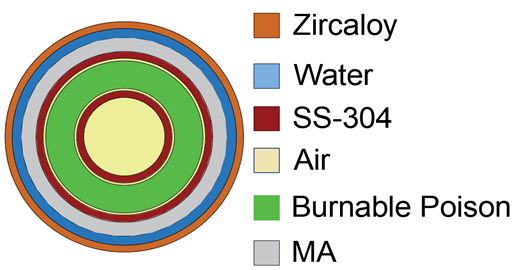 Zircaloy
Water
SS-304
Air
Burnable Poison
MA